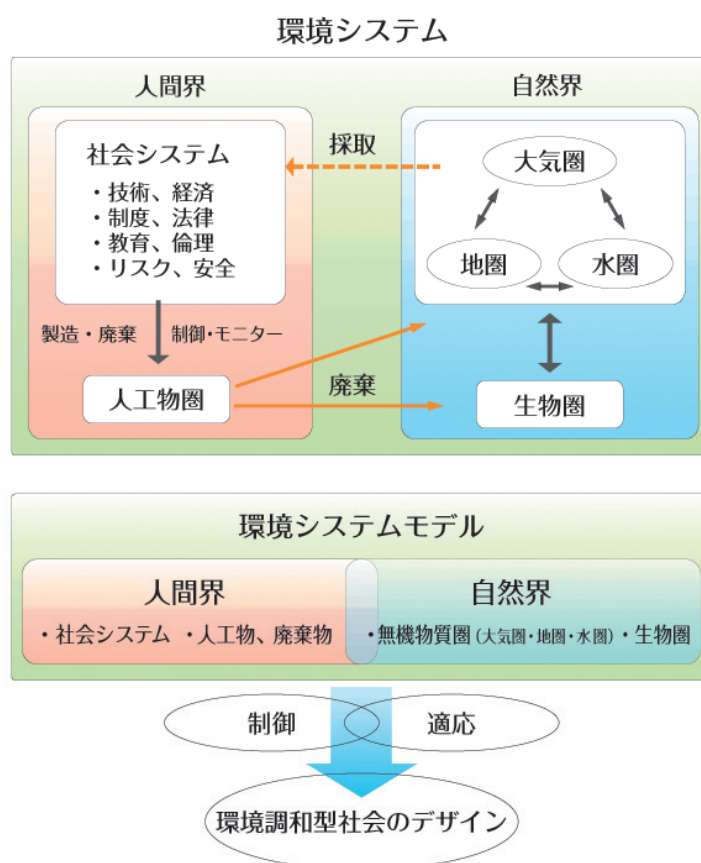 環境システム
人間界
自然界
社会システム
・技術、経済
・制度、法律
・教育、倫理
・リスク、安全
採取
大気圏
地圏
水圏
製造・廃棄
制御・モニター
人工物圏
廃棄
生物圏
環境システムモデル
人間界
・社会システム ・人工物、廃棄物
自然界
・無機物質圏(大気圏・地圏・水圏)・生物圏
制御
適応
環境調和型社会のデザイン